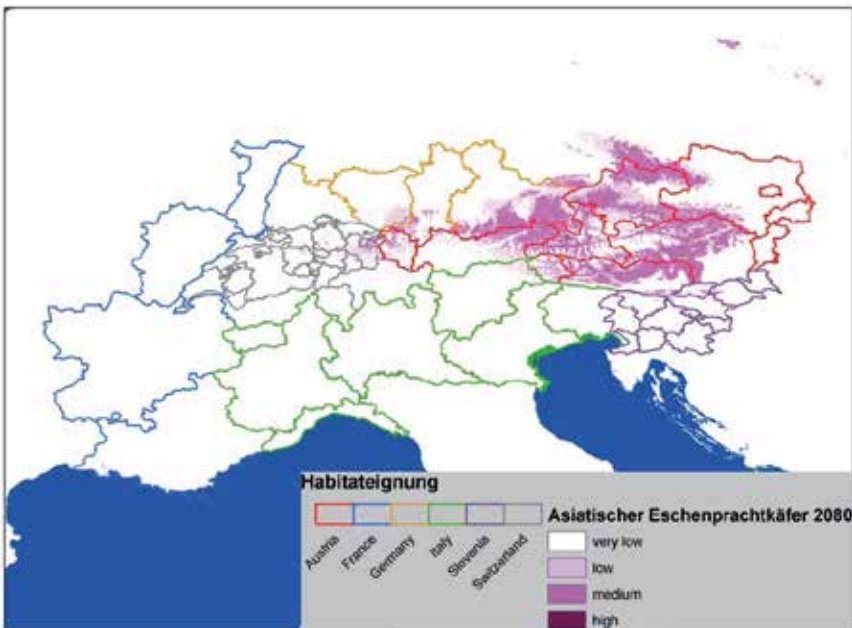 Habitateignung
Austria
France
Germany
Italy
Slovenia
Switzerland
Asiatischer Eschenprachtkäfer 2080
very low
low
medium
high